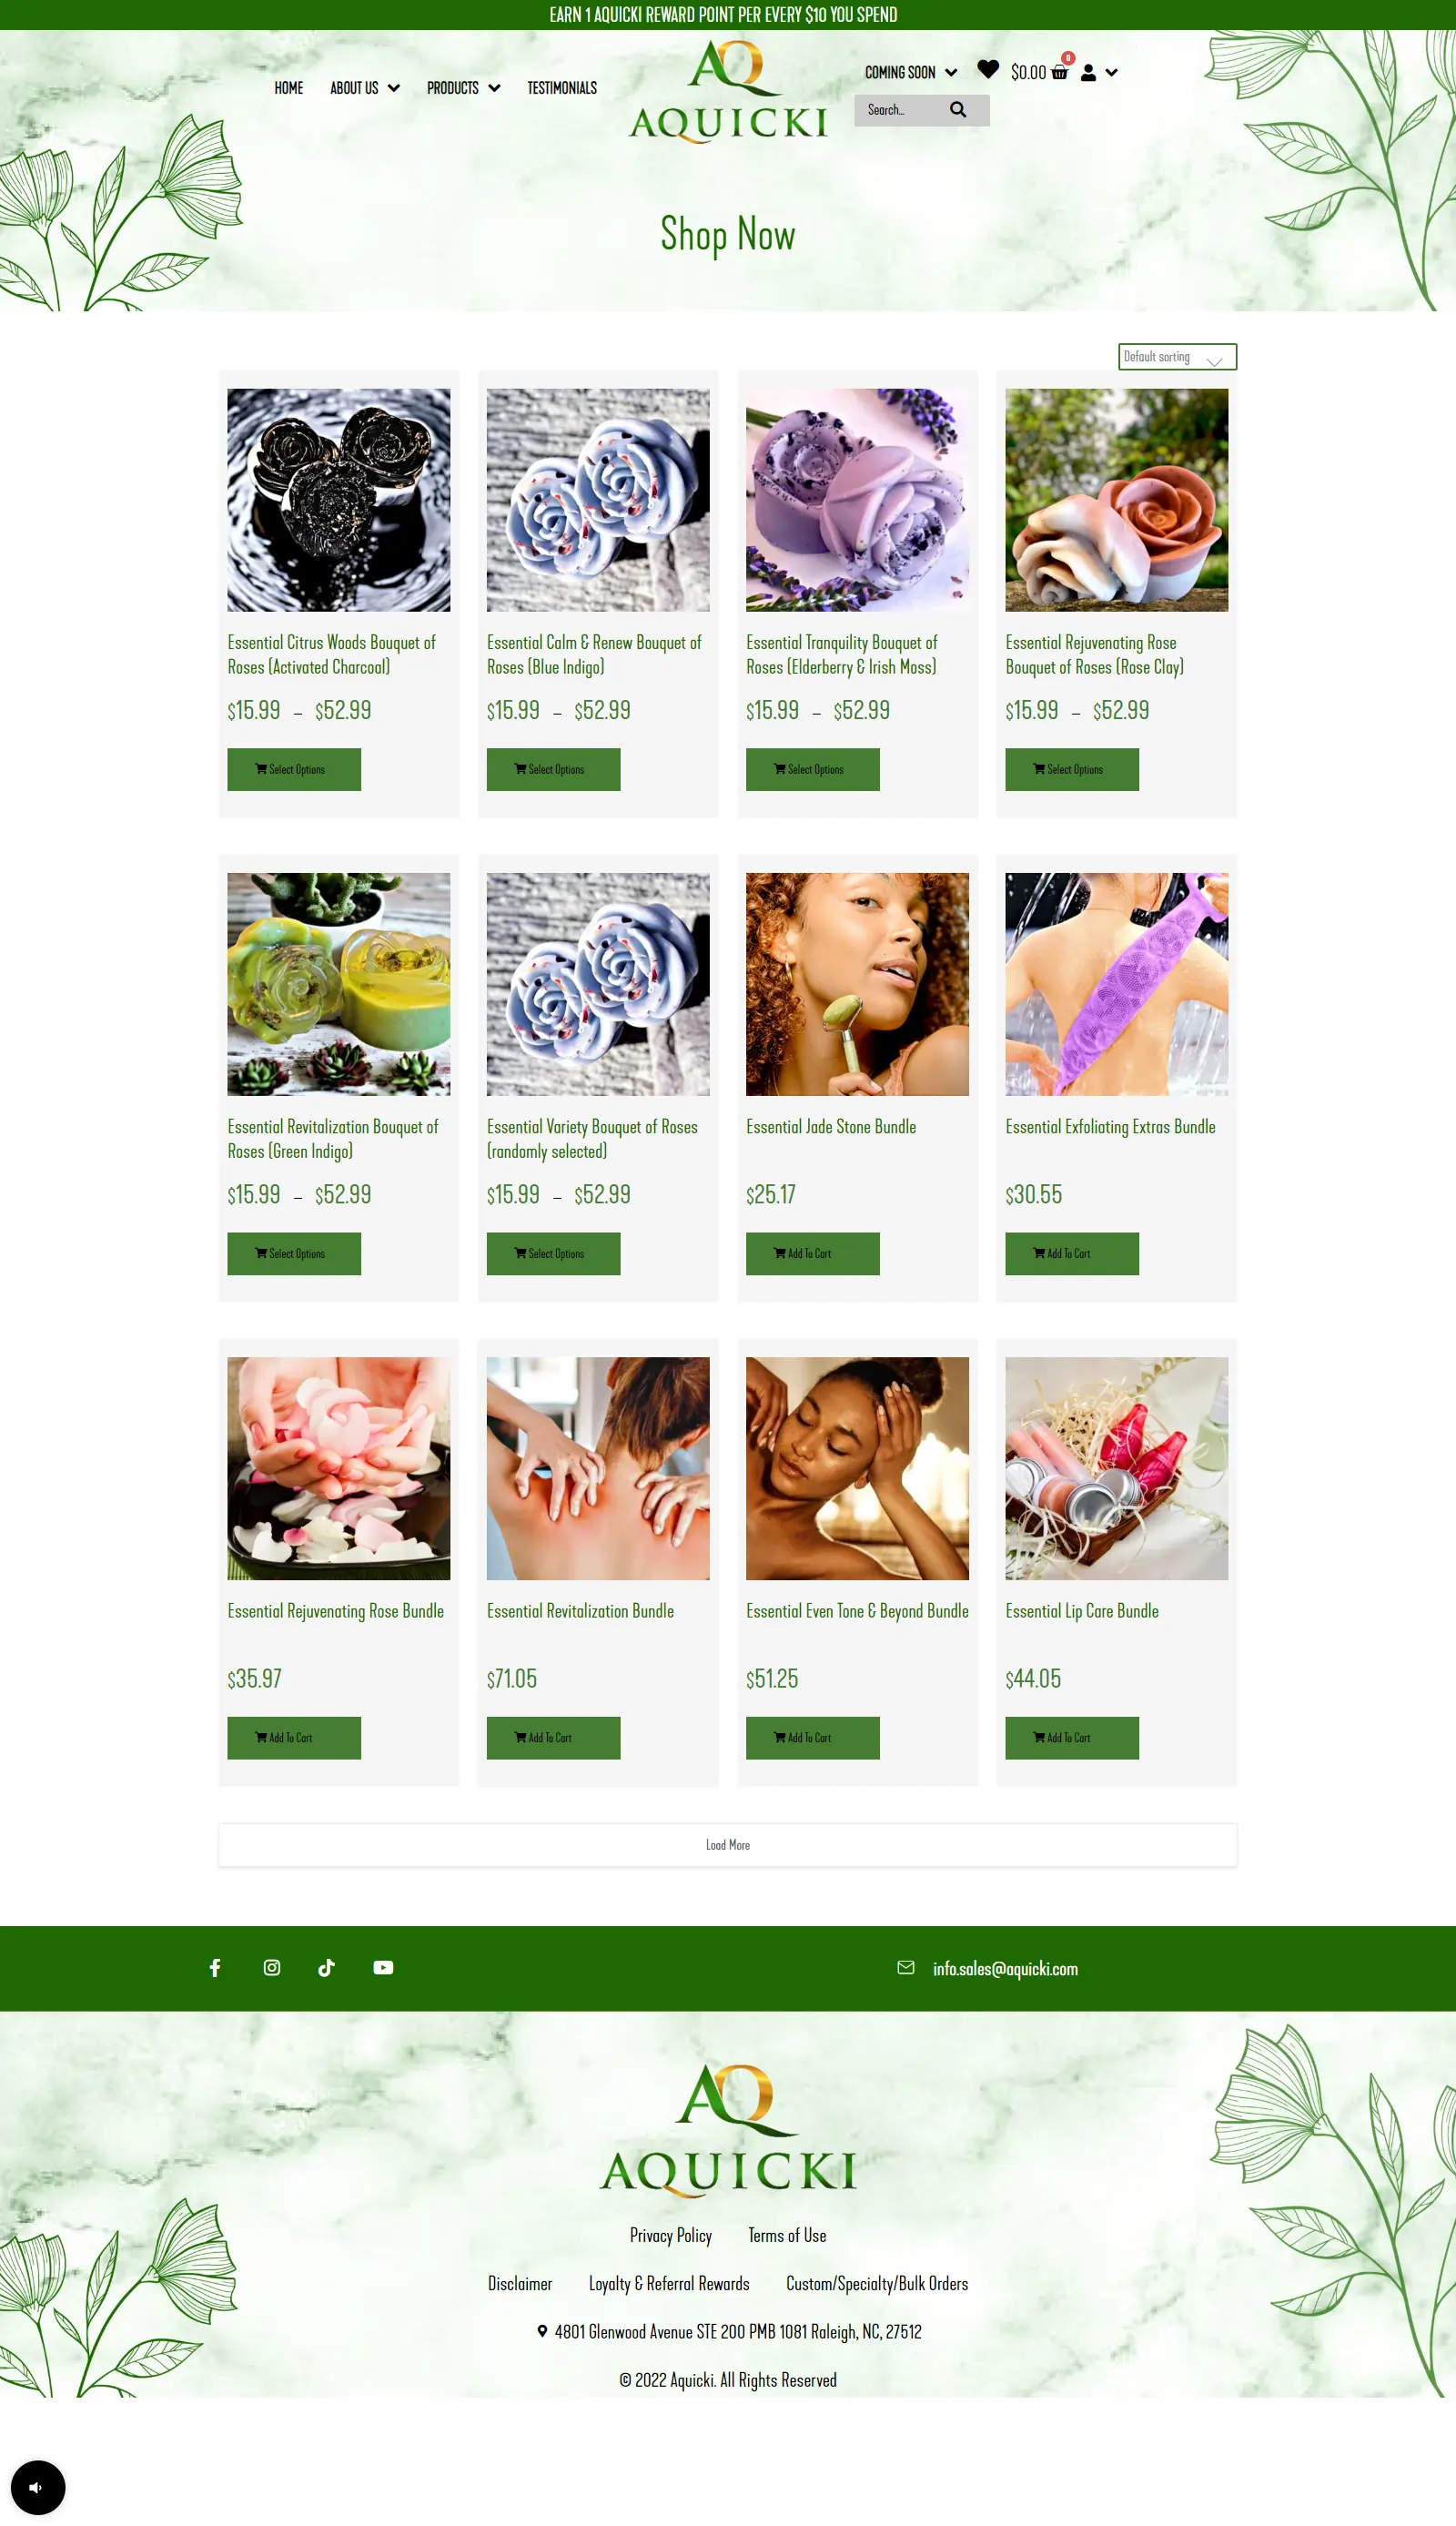 EARN 1 AQUICKI REWARD POINT PER EVERY $10 YOU SPEND
HOME ABOUT US PRODUCTS TESTIMONIALS
AQ
AQUICKI
COMING SOON $0.00 0
Search...
Shop Now
Default sorting
Essential Citrus Woods Bouquet of
Roses (Activated Charcoal)
$15.99 – $52.99
Select Options
Essential Calm & Renew Bouquet of
Roses (Blue Indigo)
$15.99 – $52.99
Select Options
Essential Tranquility Bouquet of
Roses (Elderberry & Irish Moss)
$15.99 – $52.99
Select Options
Essential Rejuvenating Rose
Bouquet of Roses (Rose Clay)
$15.99 – $52.99
Select Options
Essential Revitalization Bouquet of
Roses (Green Indigo)
$15.99 – $52.99
Select Options
Essential Variety Bouquet of Roses
(randomly selected)
$15.99 – $52.99
Select Options
Essential Jade Stone Bundle
$25.17
Add To Cart
Essential Exfoliating Extras Bundle
$30.55
Add To Cart
Essential Rejuvenating Rose Bundle
$35.97
Add To Cart
Essential Revitalization Bundle
$71.05
Add To Cart
Essential Even Tone & Beyond Bundle
$51.25
Add To Cart
Essential Lip Care Bundle
$44.05
Add To Cart
Load More
info.sales@aquicki.com
AQ
AQUICKI
Privacy Policy Terms of Use
Disclaimer Loyalty & Referral Rewards Custom/Specialty/Bulk Orders
4801 Glenwood Avenue STE 200 PMB 1081 Raleigh, NC, 27512
© 2022 Aquicki. All Rights Reserved